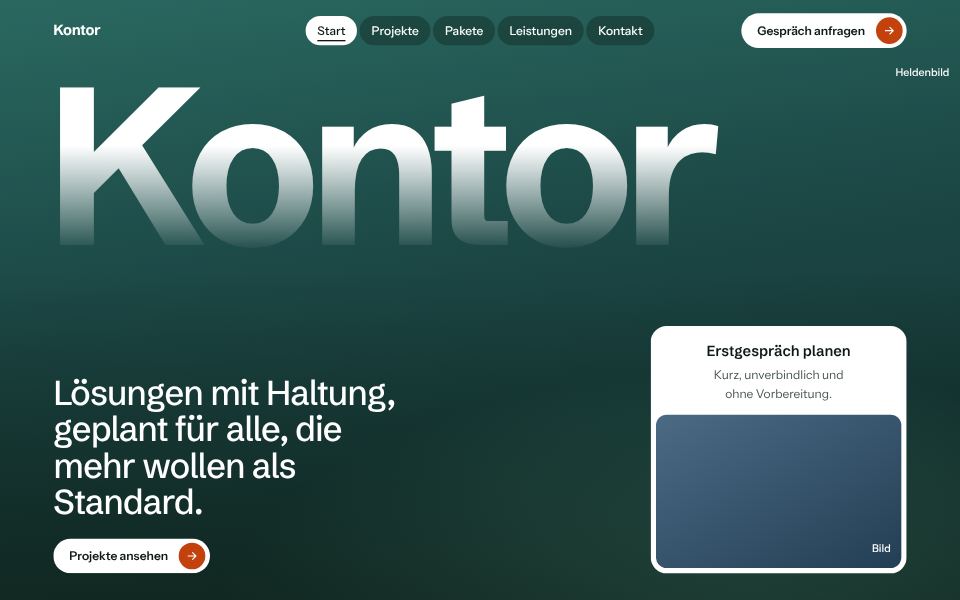 Kontor
Start
Projekte
Pakete
Leistungen
Kontakt
Gespräch anfragen
Heldenbild
Kontor
Lösungen mit Haltung,
geplant für alle, die
mehr wollen als
Standard.
Projekte ansehen
Erstgespräch planen
Kurz, unverbindlich und
ohne Vorbereitung.
Bild